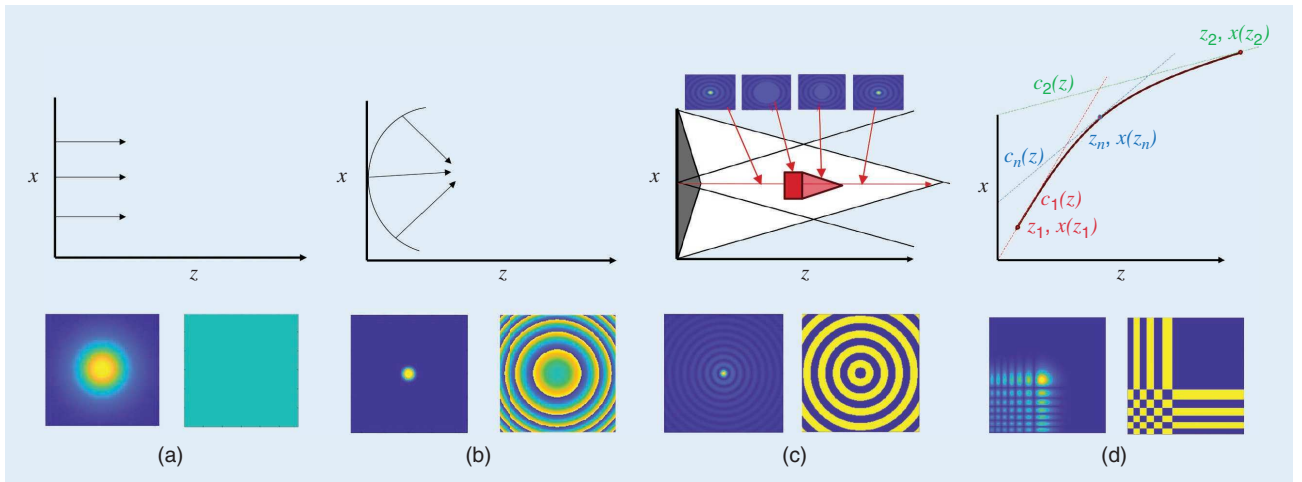 x
z
(a)
x
z
(b)
x
z
(c)
z2, x(z2)
c2(z)
zn, x(zn)
cn(z)
x
c1(z)
z1, x(z1)
z
(d)